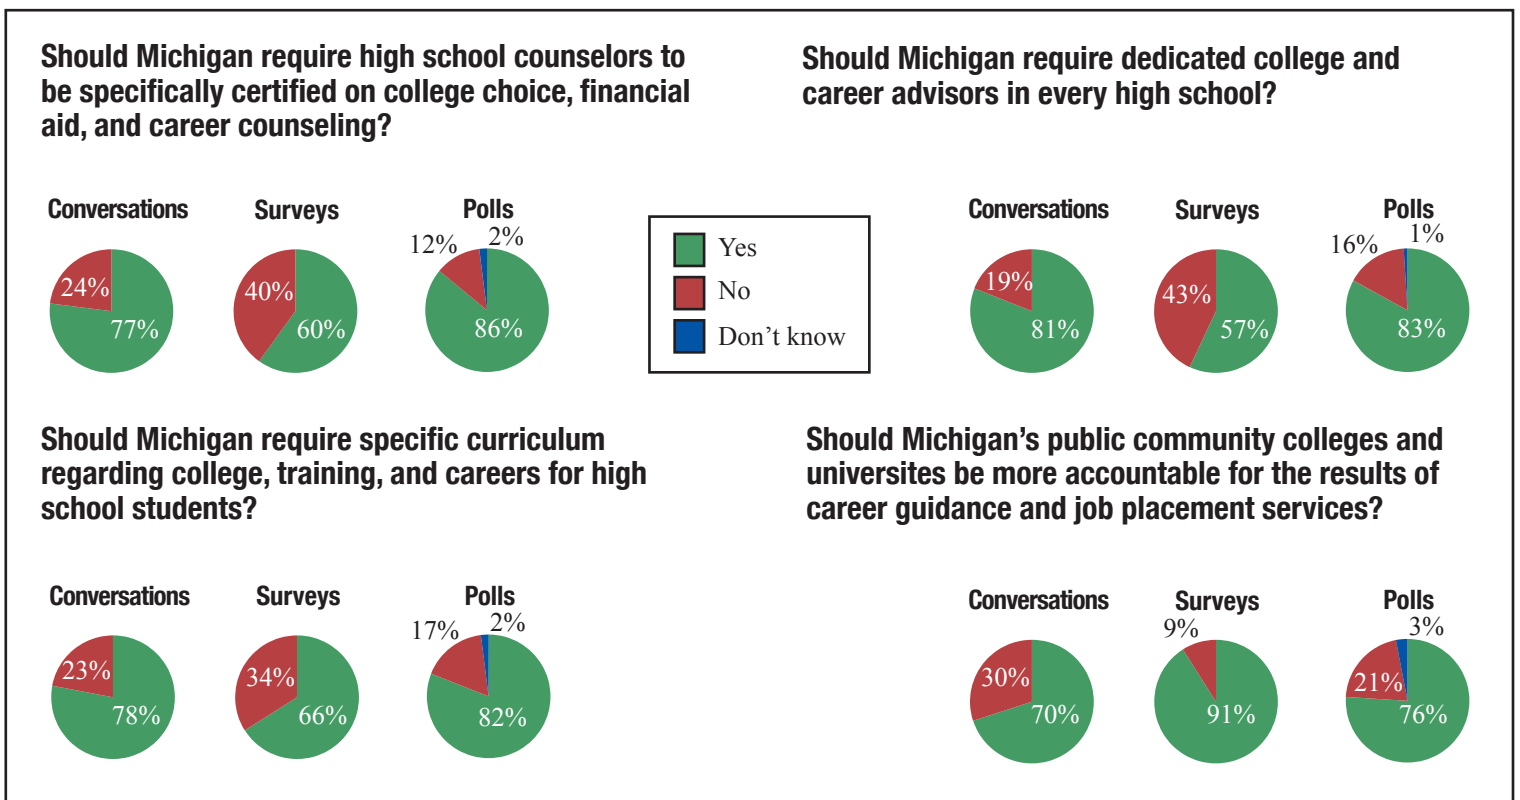 Should Michigan require high school counselors to
be specifically certified on college choice, financial
aid, and career counseling?
Conversations
Surveys
Polls
24%
77%
40%
60%
12%
2%
86%
Yes
No
Don't know
Should Michigan require dedicated college and
career advisors in every high school?
Conversations
Surveys
Polls
19%
81%
43%
57%
16%
1%
83%
Should Michigan require specific curriculum
regarding college, training, and careers for high
school students?
Conversations
Surveys
Polls
23%
78%
34%
66%
17%
2%
82%
Should Michigan's public community colleges and
universites be more accountable for the results of
career guidance and job placement services?
Conversations
Surveys
Polls
30%
70%
9%
91%
3%
21%
76%